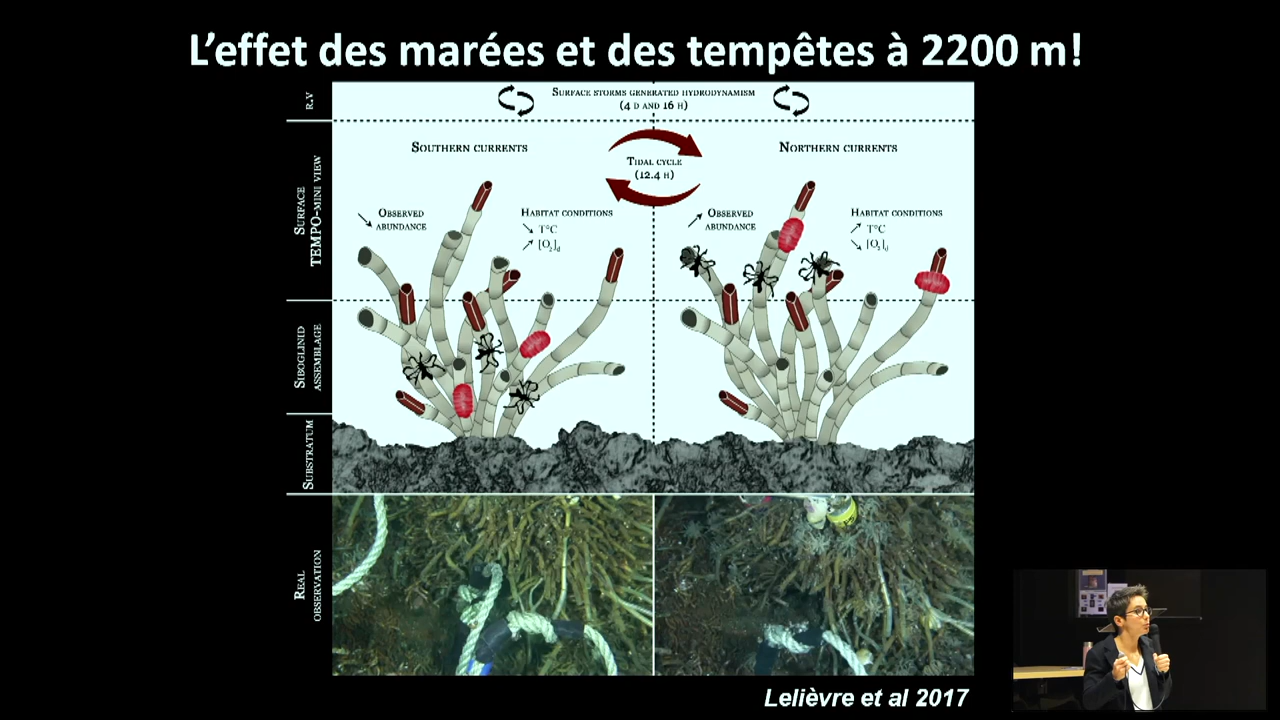 L'effet des marées et des tempêtes à 2200 m!
R.V
SURFACE STORMS GENERATED HYDRODYNAMISM
(4 D AND 16 H)
SURFACE
TEMPO-MINI VIEW
SOUTHERN CURRENTS
TIDAL CYCLE
(12.4 H)
NORTHERN CURRENTS
OBSERVED
ABUNDANCE
HABITAT CONDITIONS
T°C
[O2]d
OBSERVED
ABUNDANCE
HABITAT CONDITIONS
T°C
[O2]d
SIBOGLINID
ASSEMBLAGE
SUBSTRATUM
REAL
OBSERVATION
Lelièvre et al 2017